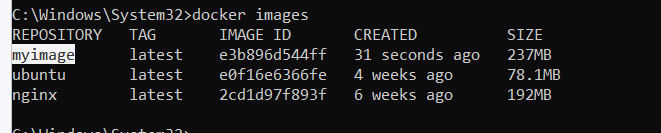 C:\Windows\System32>docker images
REPOSITORY TAG IMAGE ID CREATED SIZE
myimage latest e3b896d544ff 31 seconds ago 237MB
ubuntu latest e0f16e6366fe 4 weeks ago 78.1MB
nginx latest 2cd1d97f893f 6 weeks ago 192MB
C:\Windows\System32>